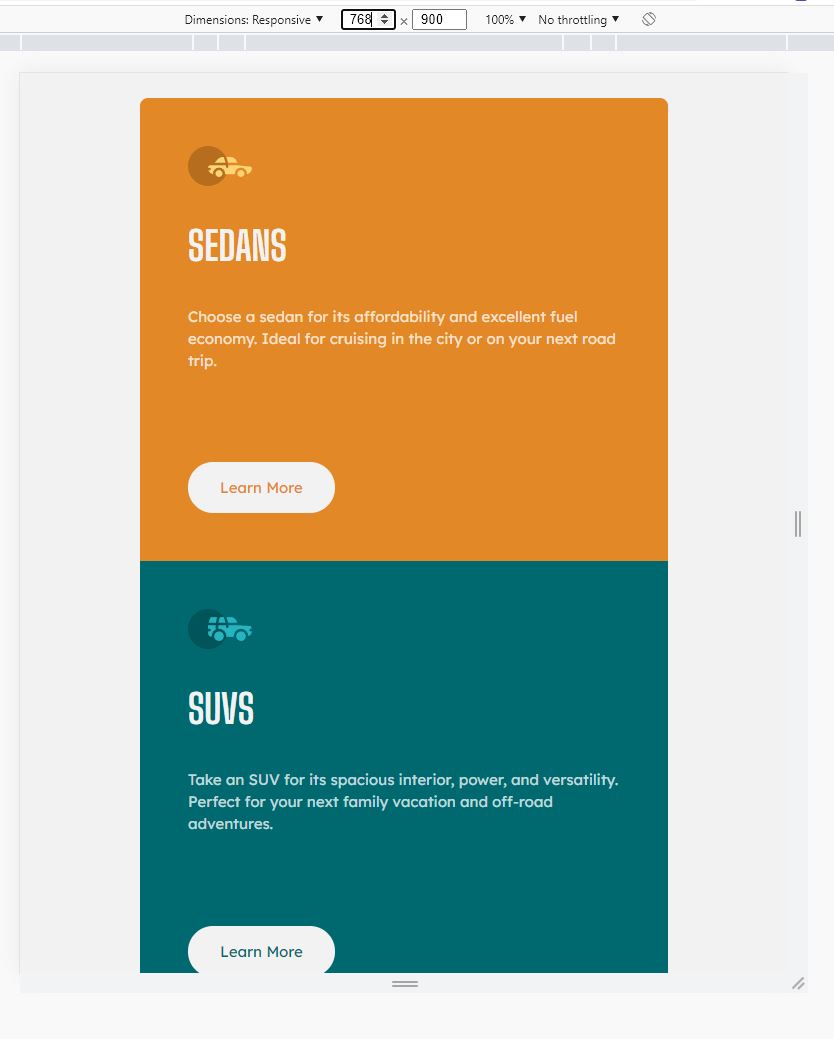 Dimensions: Responsive ▼ 768 × 900 100% ▼ No throttling ▼
SEDANS
Choose a sedan for its affordability and excellent fuel
economy. Ideal for cruising in the city or on your next road
trip.
Learn More
SUVS
Take an SUV for its spacious interior, power, and versatility.
Perfect for your next family vacation and off-road
adventures.
Learn More